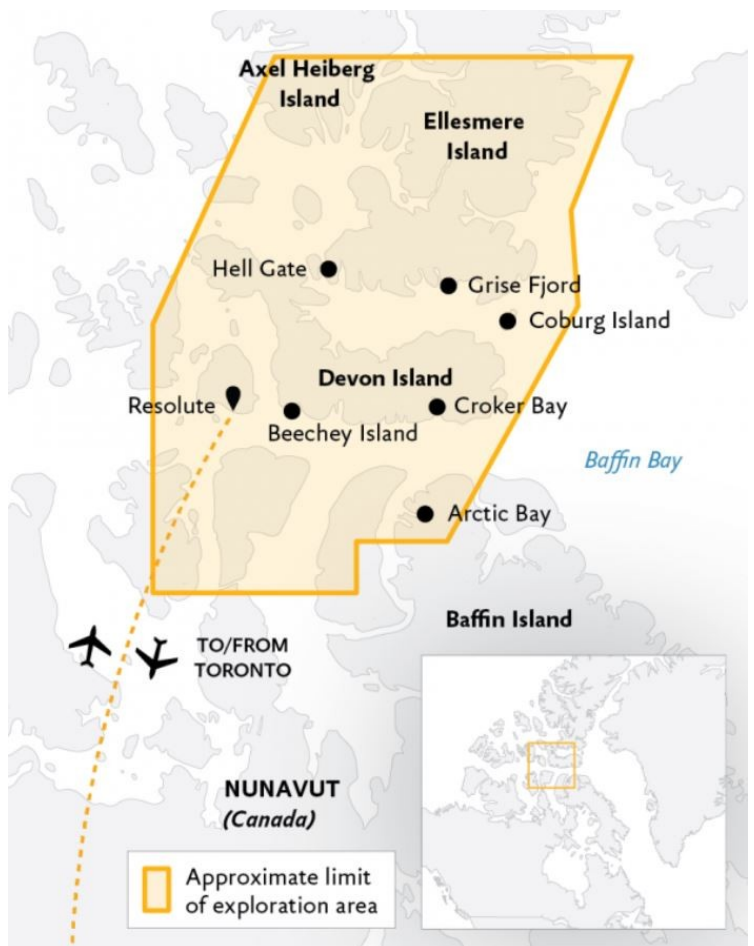 Axel Heiberg
Island
Ellesmere
Island
Hell Gate
Grise Fjord
Coburg Island
Devon Island
Resolute
Croker Bay
Beechey Island
Baffin Bay
Arctic Bay
Baffin Island
TO/FROM
TORONTO
NUNAVUT
(Canada)
Approximate limit
of exploration area